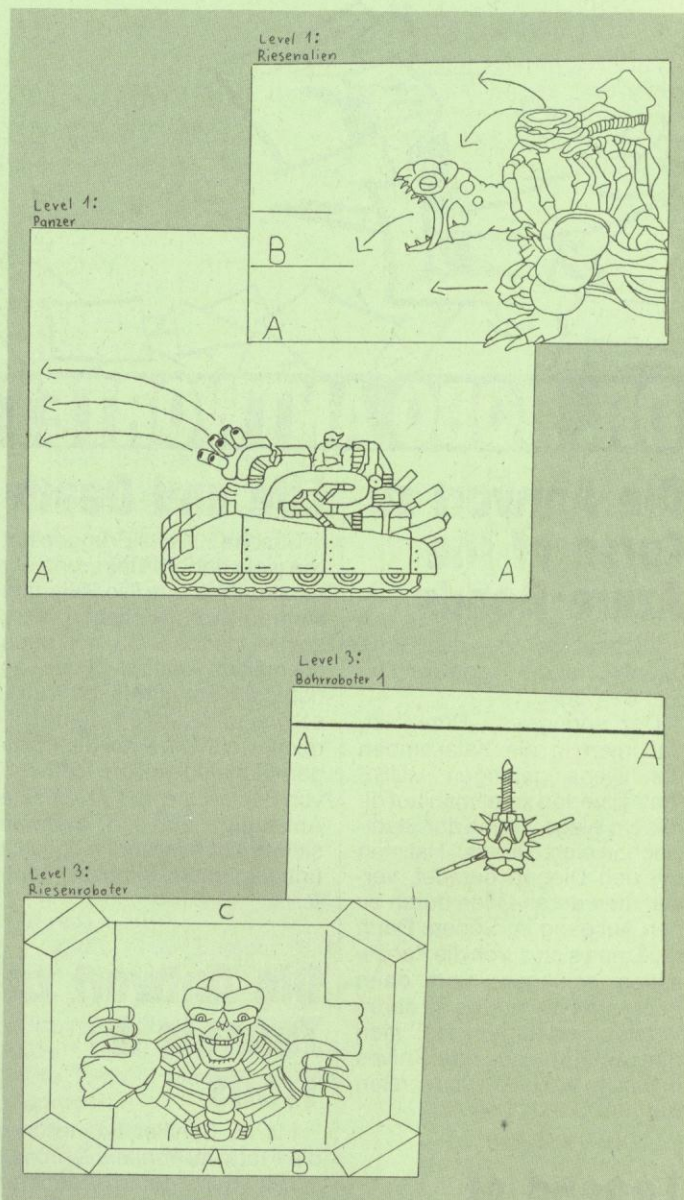 Level 1:
Riesenalien
B
A
Level 1:
Panzer
A A
Level 3:
Bohrroboter 1
A A
Level 3:
Riesenroboter
C
A B